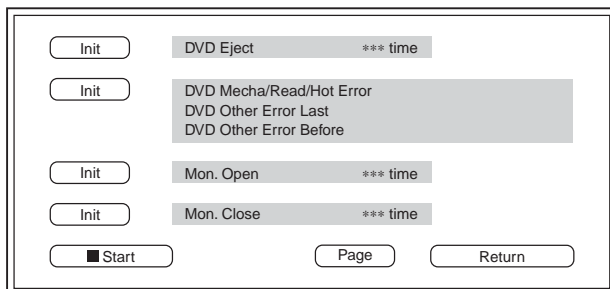 Init DVD Eject *** time
Init DVD Mecha/Read/Hot Error
DVD Other Error Last
DVD Other Error Before
Init Mon. Open *** time
Init Mon. Close *** time
■ Start Page Return